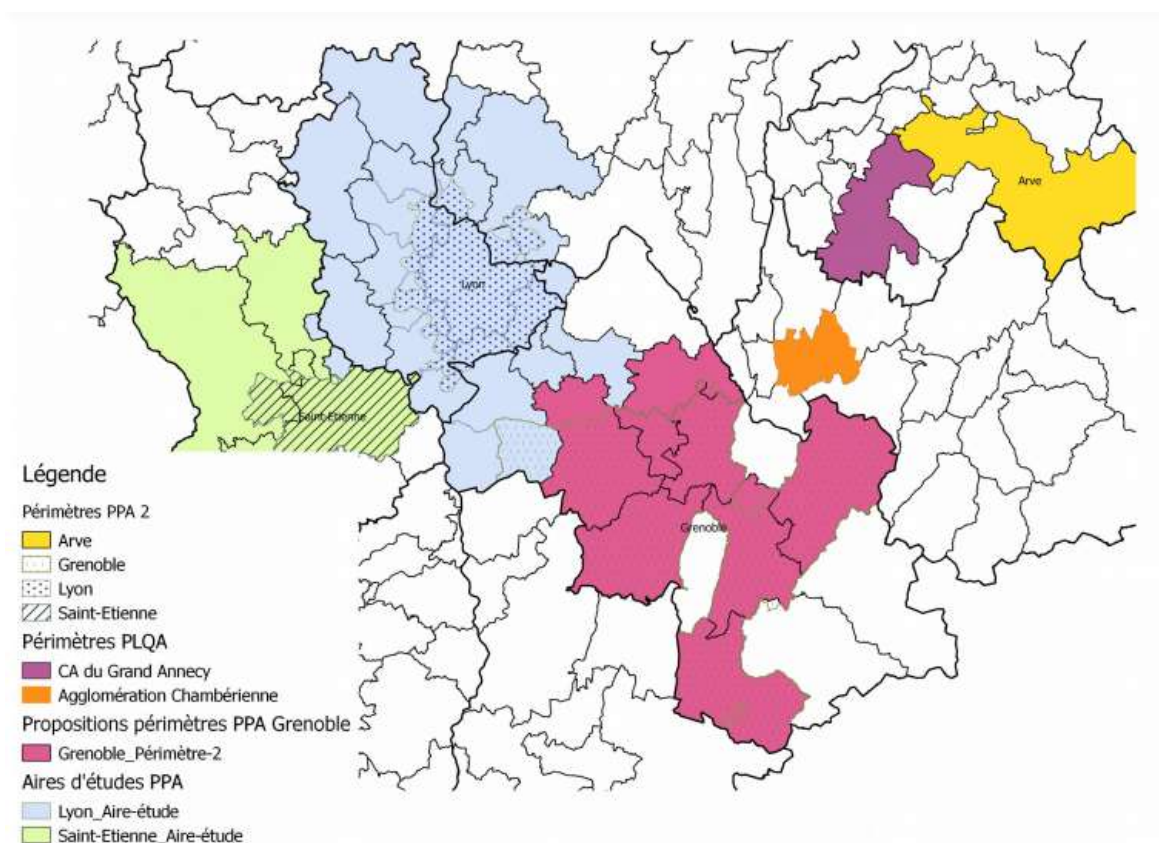 Arve
Lyon
Saint-Etienne
Grenoble
Légende
Périmètres PPA 2
Arve
Grenoble
Lyon
Saint-Etienne
Périmètres PLQA
CA du Grand Annecy
Agglomération Chambérienne
Propositions périmètres PPA Grenoble
Grenoble_Périmètre-2
Aires d'études PPA
Lyon_Aire-étude
Saint-Etienne_Aire-étude